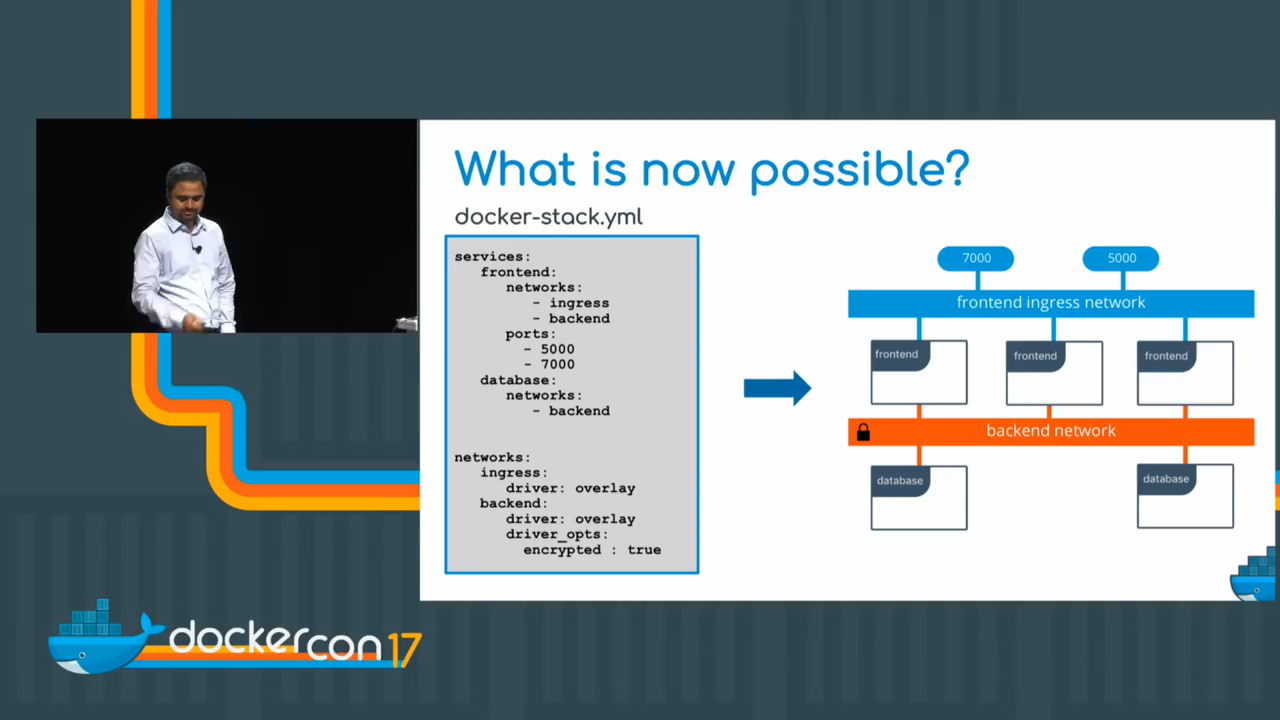 What is now possible?
docker-stack.yml
services:
frontend:
networks:
- ingress
- backend
ports:
- 5000
- 7000
database:
networks:
- backend
networks:
ingress:
driver: overlay
backend:
driver: overlay
driver_opts:
encrypted : true
7000
5000
frontend ingress network
frontend
frontend
frontend
backend network
database
database
dockercon 17